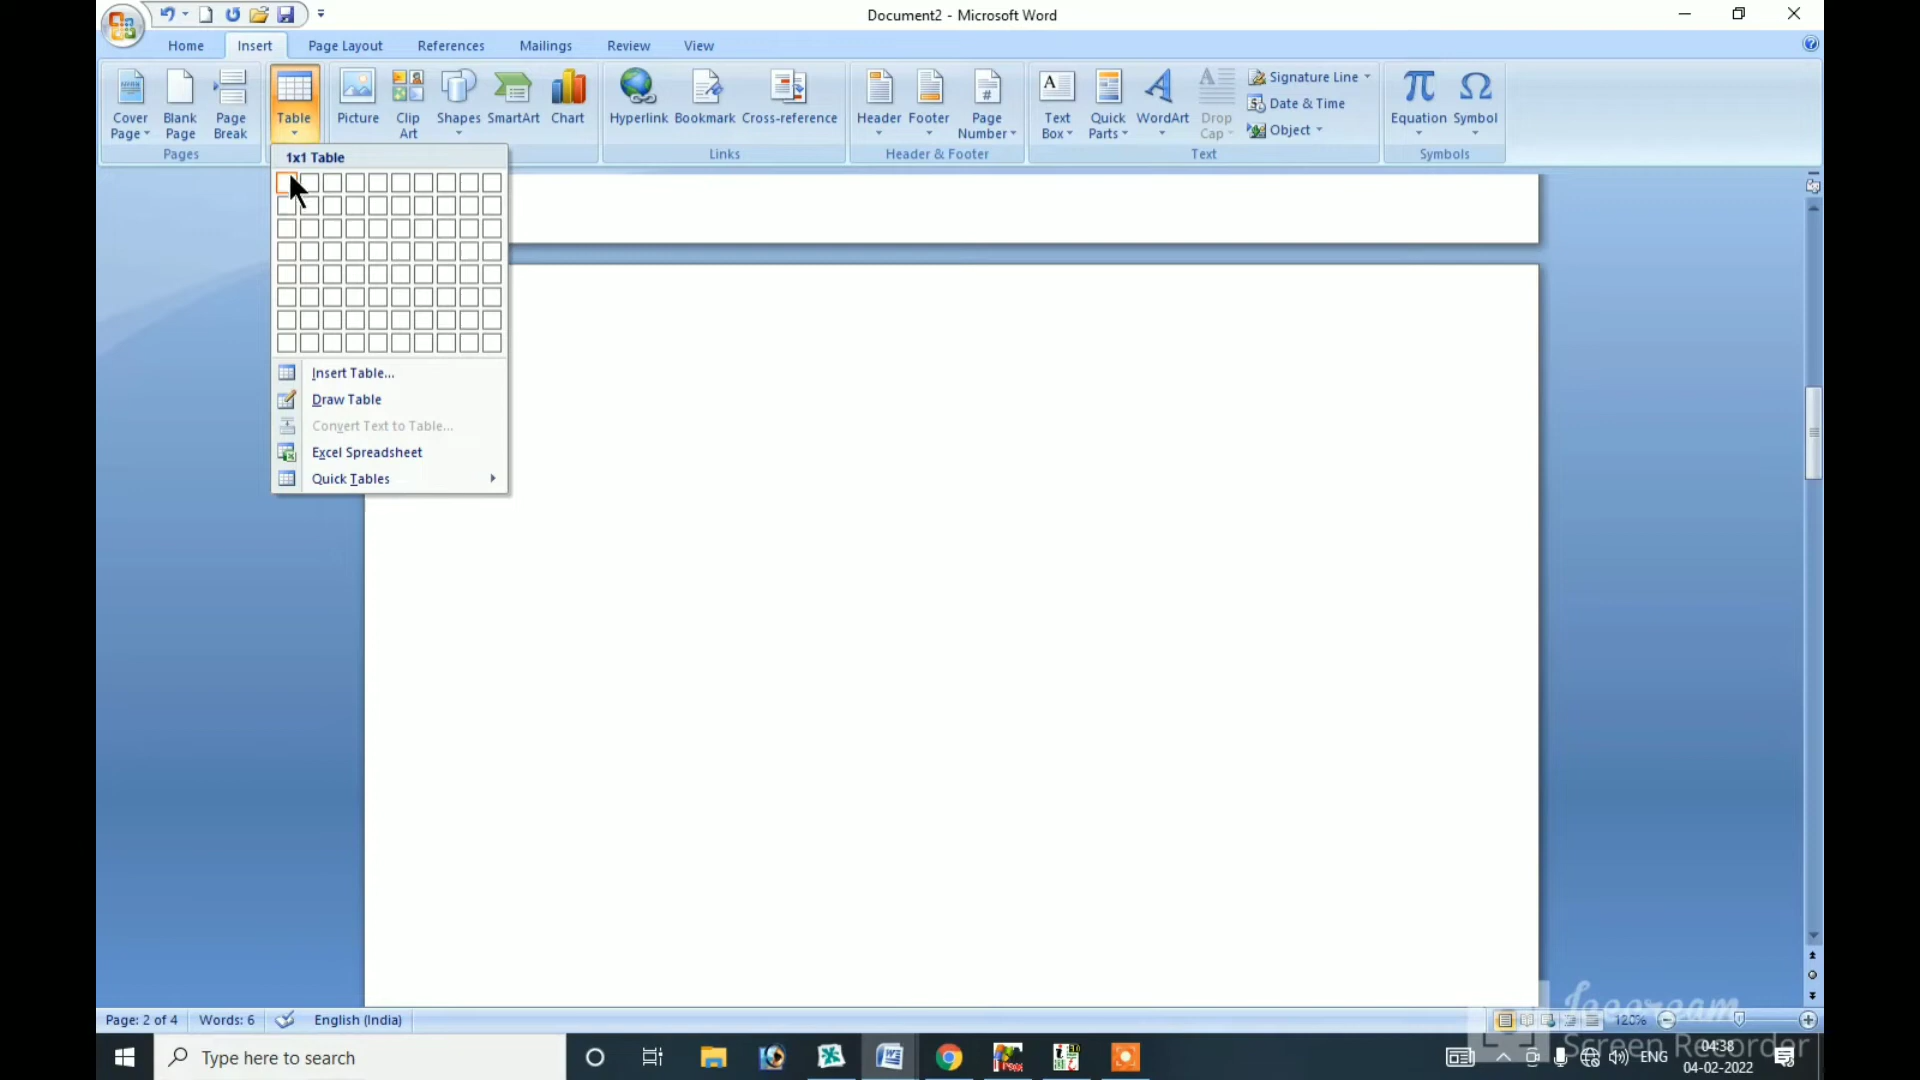 Document2 - Microsoft Word
Home Insert Page Layout References Mailings Review View
Cover Page
Blank Page
Page Break
Table
Picture
Clip Art
Shapes
SmartArt
Chart
Hyperlink
Bookmark
Cross-reference
Header
Footer
Page Number
Text Box
Quick Parts
WordArt
Drop Cap
Signature Line
Date & Time
Object
Equation
Symbol
Pages
Links
Header & Footer
Text
Symbols
1x1 Table
Insert Table...
Draw Table
Convert Text to Table...
Excel Spreadsheet
Quick Tables
Page: 2 of 4 Words: 6 English (India)
120%
Icecream
Screen Recorder
Type here to search
ENG
04:38
04-02-2022